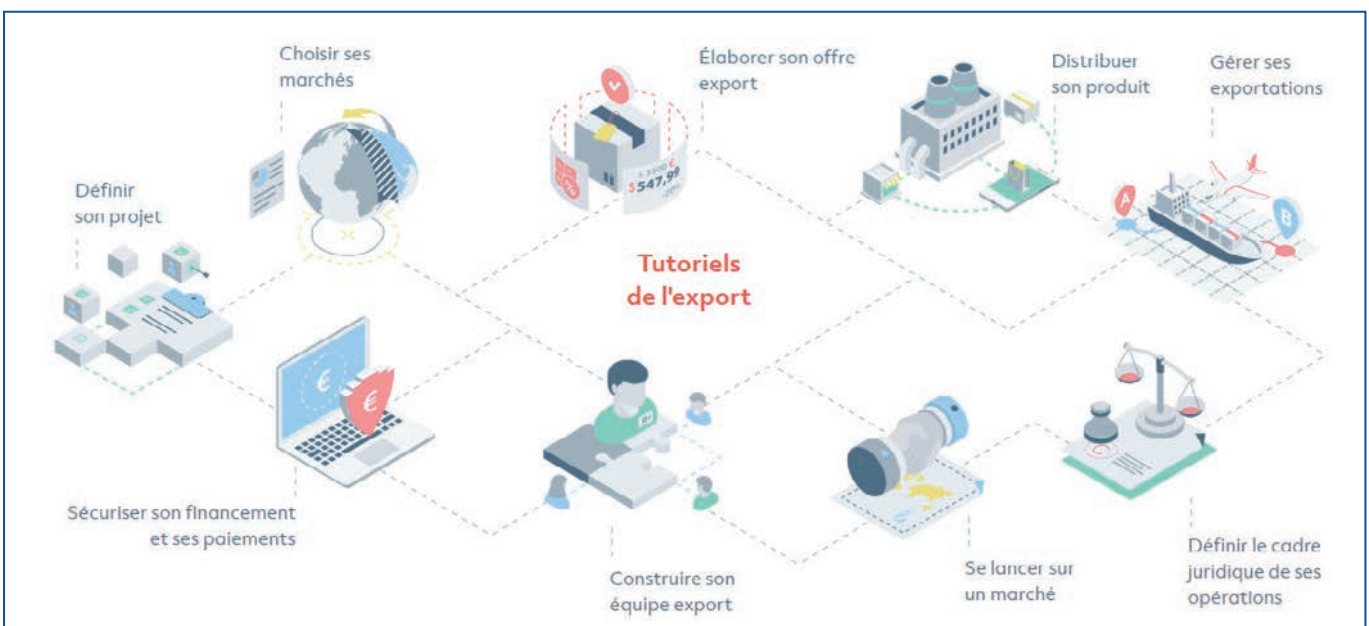 Choisir ses
marchés
Élaborer son offre
export
Distribuer
son produit
Gérer ses
exportations
Définir
son projet
$547,99
A
B
Tutoriels
de l'export
€
€
Sécuriser son financement
et ses paiements
Construire son
équipe export
Se lancer sur
un marché
Définir le cadre
juridique de ses
opérations